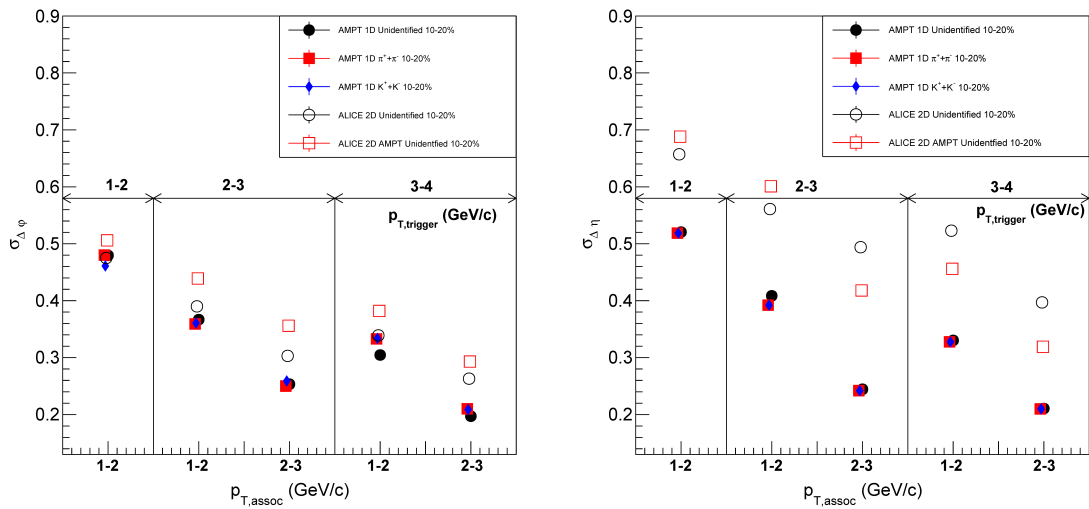 0.9
0.8
0.7
0.6
0.5
0.4
0.3
0.2
σ_Δ φ
AMPT 1D Unidentified 10-20%
AMPT 1D π⁺+π⁻ 10-20%
AMPT 1D K⁺+K⁻ 10-20%
ALICE 2D Unidentified 10-20%
ALICE 2D AMPT Unidentfied 10-20%
1-2 2-3 3-4
p_T,trigger (GeV/c)
1-2 1-2 2-3 1-2 2-3
p_T,assoc (GeV/c)
0.9
0.8
0.7
0.6
0.5
0.4
0.3
0.2
σ_Δ η
AMPT 1D Unidentified 10-20%
AMPT 1D π⁺+π⁻ 10-20%
AMPT 1D K⁺+K⁻ 10-20%
ALICE 2D Unidentified 10-20%
ALICE 2D AMPT Unidentified 10-20%
1-2 2-3 3-4
p_T,trigger (GeV/c)
1-2 1-2 2-3 1-2 2-3
p_T,assoc (GeV/c)